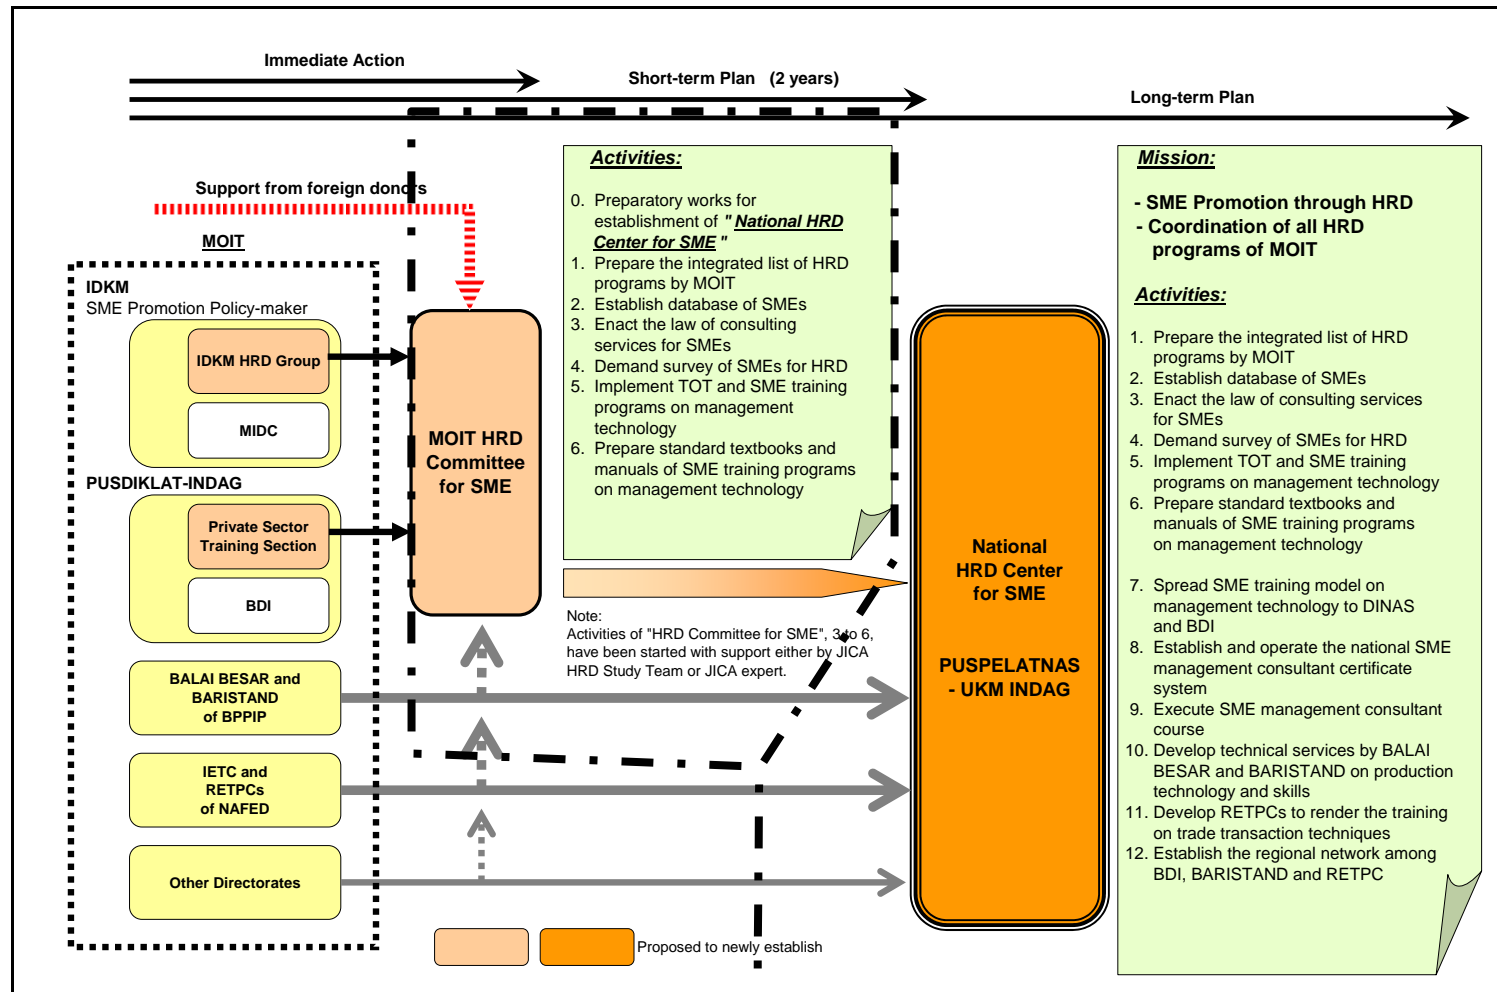 Immediate Action
Short-term Plan (2 years)
Long-term Plan
Support from foreign donors
MOIT
IDKM
SME Promotion Policy-maker
IDKM HRD Group
MIDC
PUSDIKLAT-INDAG
Private Sector
Training Section
BDI
BALAI BESAR and
BARISTAND
of BPPIP
IETC and
RETPCs
of NAFED
Other Directorates
MOIT HRD
Committee
for SME
Activities:
0. Preparatory works for
establishment of " National HRD
Center for SME "
1. Prepare the integrated list of HRD
programs by MOIT
2. Establish database of SMEs
3. Enact the law of consulting
services for SMEs
4. Demand survey of SMEs for HRD
5. Implement TOT and SME training
programs on management
technology
6. Prepare standard textbooks and
manuals of SME training programs
on management technology
Note:
Activities of "HRD Committee for SME", 3 to 6,
have been started with support either by JICA
HRD Study Team or JICA expert.
National
HRD Center
for SME
PUSPELATNAS
- UKM INDAG
Mission:
- SME Promotion through HRD
- Coordination of all HRD
programs of MOIT
Activities:
1. Prepare the integrated list of HRD
programs by MOIT
2. Establish database of SMEs
3. Enact the law of consulting services
for SMEs
4. Demand survey of SMEs for HRD
5. Implement TOT and SME training
programs on management technology
6. Prepare standard textbooks and
manuals of SME training programs
on management technology
7. Spread SME training model on
management technology to DINAS
and BDI
8. Establish and operate the national SME
management consultant certificate
system
9. Execute SME management consultant
course
10. Develop technical services by BALAI
BESAR and BARISTAND on production
technology and skills
11. Develop RETPCs to render the training
on trade transaction techniques
12. Establish the regional network among
BDI, BARISTAND and RETPC
Proposed to newly establish